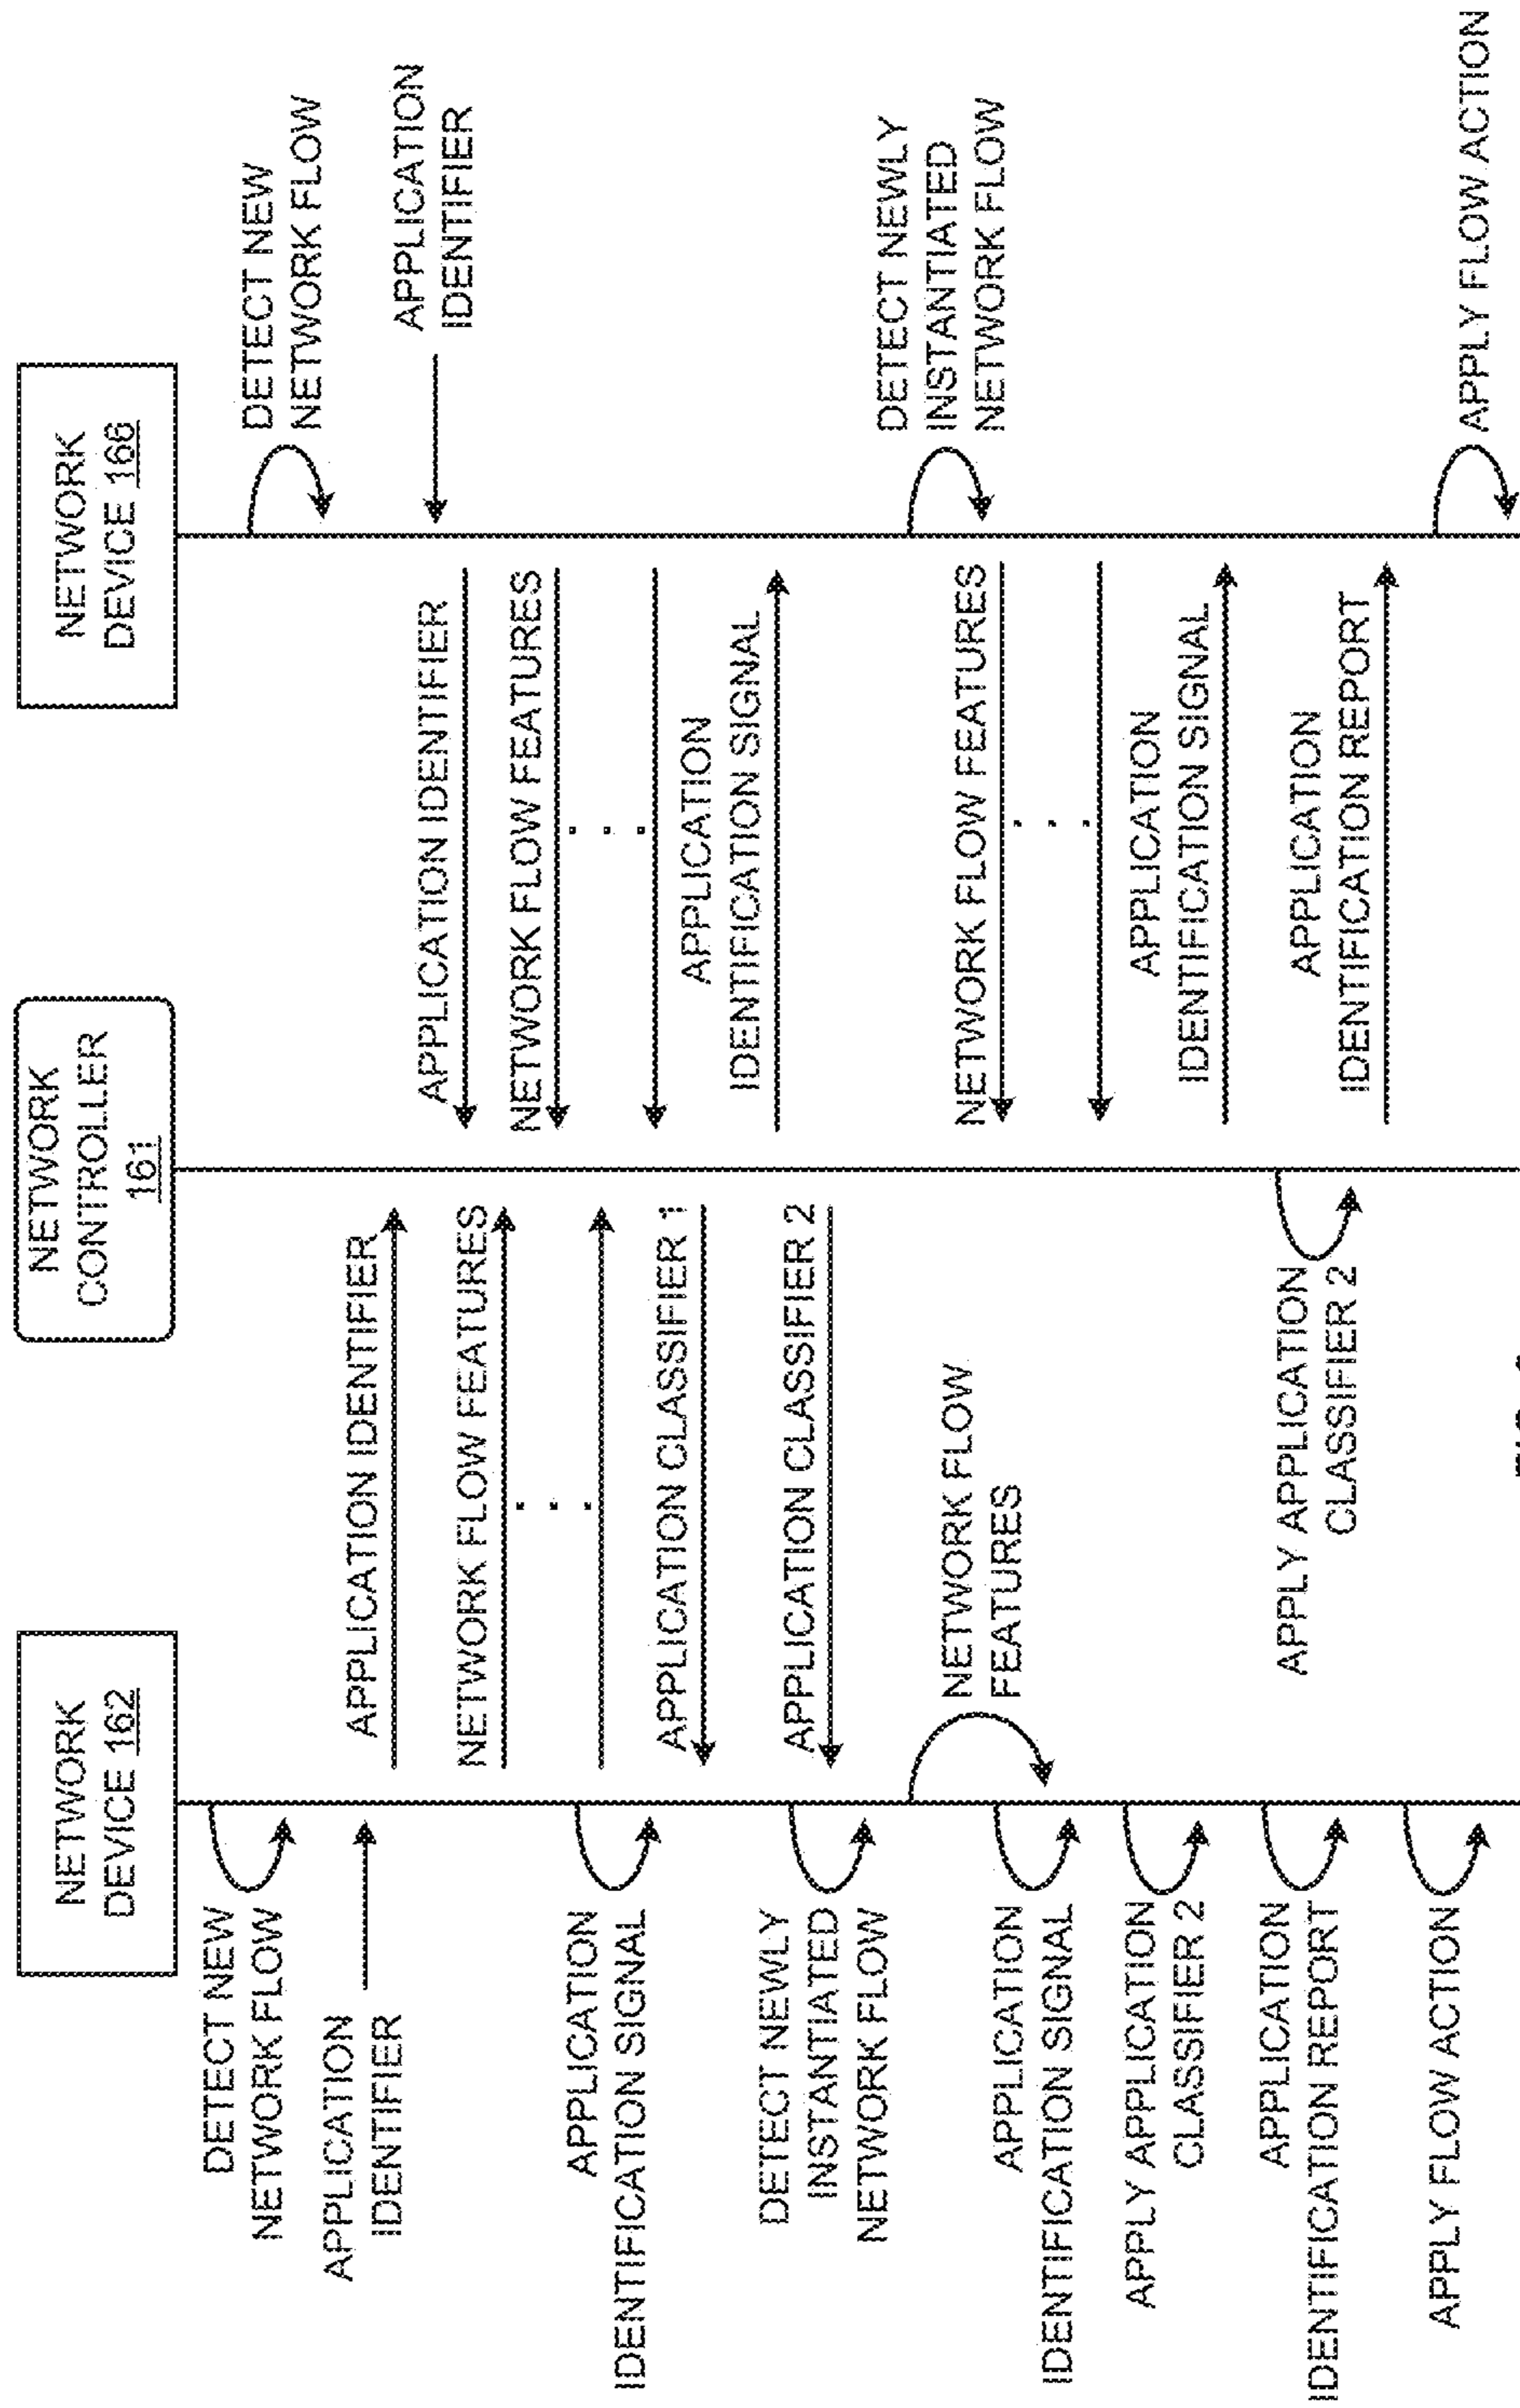 NETWORK
DEVICE 162
NETWORK
CONTROLLER
161
NETWORK
DEVICE 166
DETECT NEW
NETWORK FLOW
APPLICATION
IDENTIFIER
APPLICATION
IDENTIFICATION SIGNAL
DETECT NEWLY
INSTANTIATED
NETWORK FLOW
APPLICATION
IDENTIFICATION SIGNAL
APPLY APPLICATION
CLASSIFIER 2
APPLICATION
IDENTIFICATION REPORT
APPLY FLOW ACTION
APPLICATION IDENTIFIER
NETWORK FLOW FEATURES
. . .
APPLICATION CLASSIFIER 1
APPLICATION CLASSIFIER 2
NETWORK FLOW
FEATURES
APPLY APPLICATION
CLASSIFIER 2
APPLICATION IDENTIFIER
NETWORK FLOW FEATURES
. . .
APPLICATION
IDENTIFICATION SIGNAL
NETWORK FLOW FEATURES
. . .
APPLICATION
IDENTIFICATION SIGNAL
APPLICATION
IDENTIFICATION REPORT
DETECT NEW
NETWORK FLOW
APPLICATION
IDENTIFIER
DETECT NEWLY
INSTANTIATED
NETWORK FLOW
APPLY FLOW ACTION